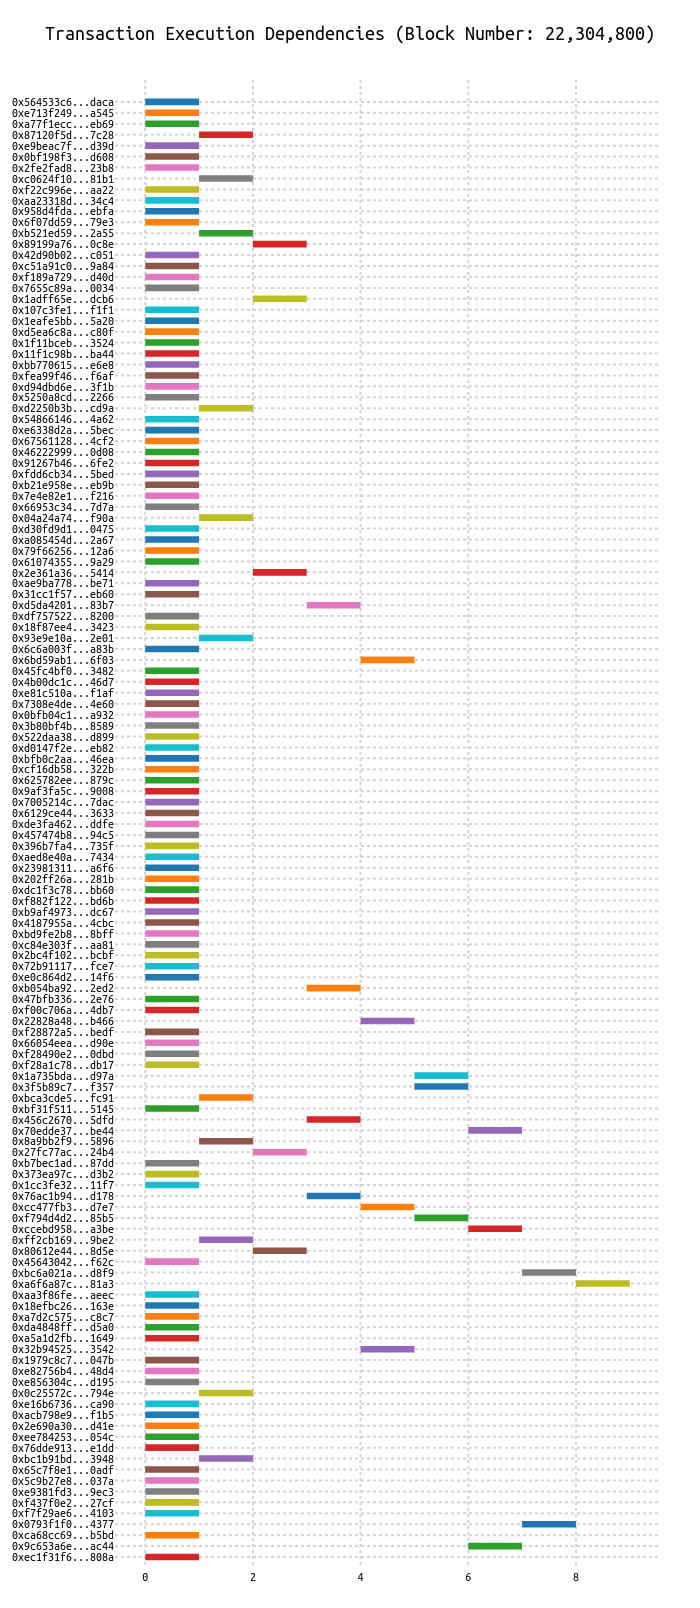 Transaction Execution Dependencies (Block Number: 22,304,800)
0x564533c6...daca
0xe713f249...a545
0xa77f1ecc...eb69
0x87120f5d...7c28
0xe9beac7f...d39d
0x0bf198f3...d608
0x2fe2fad8...23b8
0xc0624f10...81b1
0xf22c996e...aa22
0xaa23318d...34c4
0x958d4fda...ebfa
0x6f07dd59...79e3
0xb521ed59...2a55
0x89199a76...0c8e
0x42d90b02...c051
0xc51a91c0...9a84
0xf189a729...d40d
0x7655c89a...0034
0x1adff65e...dcb6
0x107c3fe1...f1f1
0x1eafe5bb...5a20
0xd5ea6c8a...c80f
0x1f11bceb...3524
0x11f1c98b...ba44
0xbb770615...e6e8
0xfea99f46...f6af
0xd94dbd6e...3f1b
0x5250a8cd...2266
0xd2250b3b...cd9a
0x54866146...4a62
0xe6338d2a...5bec
0x67561128...4cf2
0x46222999...0d08
0x91267b46...6fe2
0xfdd6cb34...5bed
0xb21e958e...eb9b
0x7e4e82e1...f216
0x66953c34...7d7a
0x04a24a74...f90a
0xd30fd9d1...0475
0xa085454d...2a67
0x79f66256...12a6
0x61074355...9a29
0x2e361a36...5414
0xae9ba778...be71
0x31cc1f57...eb60
0xd5da4201...83b7
0xdf757522...8200
0x18f87ee4...3423
0x93e9e10a...2e01
0x6c6a003f...a83b
0x6bd59ab1...6f03
0x45fc4bf0...3482
0x4b00dc1c...46d7
0xe81c510a...f1af
0x7308e4de...4e60
0x0bfb04c1...a932
0x3b80bf4b...8589
0x522daa38...d899
0xd0147f2e...eb82
0xbfb0c2aa...46ea
0xcf16db58...322b
0x625782ee...879c
0x9af3fa5c...9008
0x7005214c...7dac
0x6129ce44...3633
0xde3fa462...ddfe
0x457474b8...94c5
0x396b7fa4...735f
0xaed8e40a...7434
0x23981311...a6f6
0x202ff26a...281b
0xdc1f3c78...bb60
0xf882f122...bd6b
0xb9af4973...dc67
0x4187955a...4cbc
0xbd9fe2b8...8bff
0xc84e303f...aa81
0x2bc4f102...bcbf
0x72b91117...fce7
0xe0c864d2...14f6
0xb054ba92...2ed2
0x47bfb336...2e76
0xf00c706a...4db7
0x22828a48...b466
0xf28872a5...bedf
0x66054eea...d90e
0xf28490e2...0dbd
0xf28a1c78...db17
0x1a735bda...d97a
0x3f5b89c7...f357
0xbca3cde5...fc91
0xbf31f511...5145
0x456c2670...5dfd
0x70edde37...be44
0x8a9bb2f9...5896
0x27fc77ac...24b4
0xb7bec1ad...87dd
0x373ea97c...d3b2
0x1cc3fe32...11f7
0x76ac1b94...d178
0xcc477fb3...d7e7
0xf794d4d2...85b5
0xccebd958...a3be
0xff2cb169...9be2
0x80612e44...8d5e
0x45643042...f62c
0xbc6a021a...d8f9
0xa6f6a87c...81a3
0xaa3f86fe...aeec
0x18efbc26...163e
0xa7d2c575...c8c7
0xda4848ff...d5a0
0xa5a1d2fb...1649
0x32b94525...3542
0x1979c8c7...047b
0xe82756b4...48d4
0xe856304c...d195
0x0c25572c...794e
0xe16b6736...ca90
0xacb798e9...f1b5
0x2e690a30...d41e
0xee784253...054c
0x76dde913...e1dd
0xbc1b91bd...3948
0x65c7f8e1...0adf
0x5c9b27e8...037a
0xe9381fd3...9ec3
0xf437f0e2...27cf
0xf7f29ae6...4103
0x0793f1f0...4377
0xca68cc69...b5bd
0x9c653a6e...ac44
0xec1f31f6...808a
0 2 4 6 8